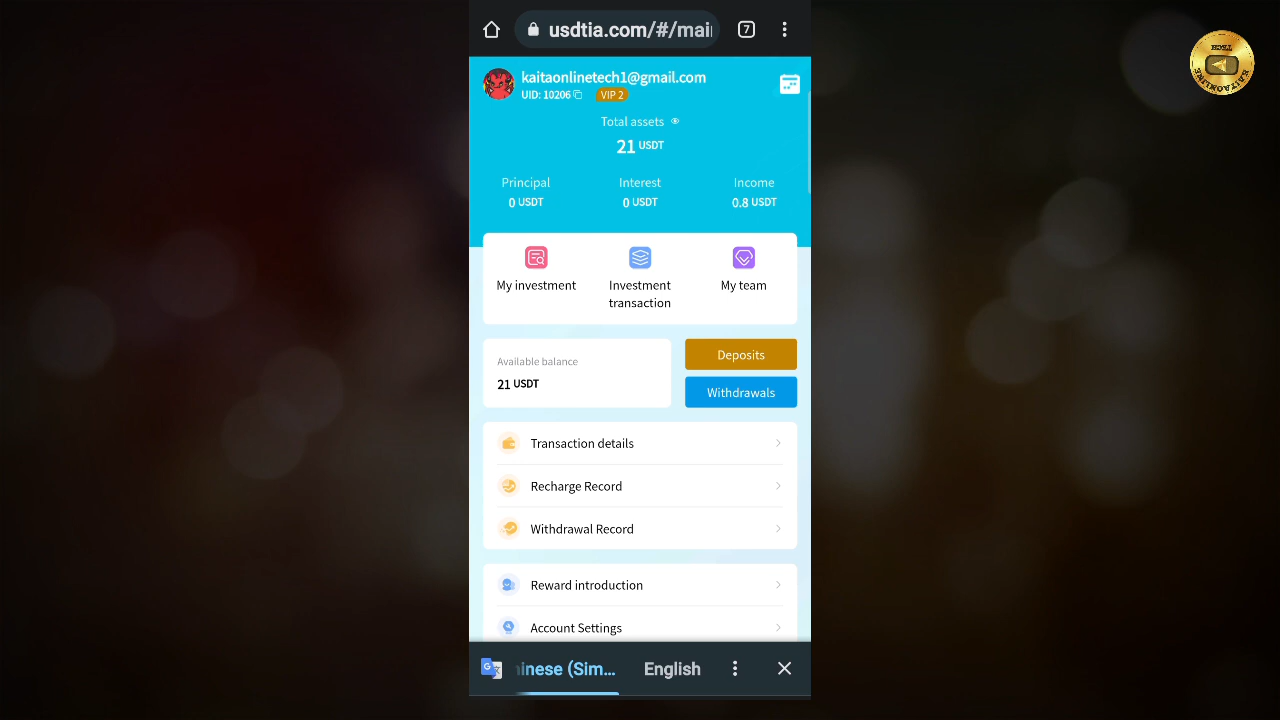 usdtia.com/#/mai
7
kaitaonlinetech1@gmail.com
UID: 10206
VIP 2
Total assets
21 USDT
Principal
Interest
Income
0 USDT
0 USDT
0.8 USDT
My investment
Investment
transaction
My team
Available balance
21 USDT
Deposits
Withdrawals
Transaction details
Recharge Record
Withdrawal Record
Reward introduction
Account Settings
inese (Sim...
English
KAITAONLINE
TECH